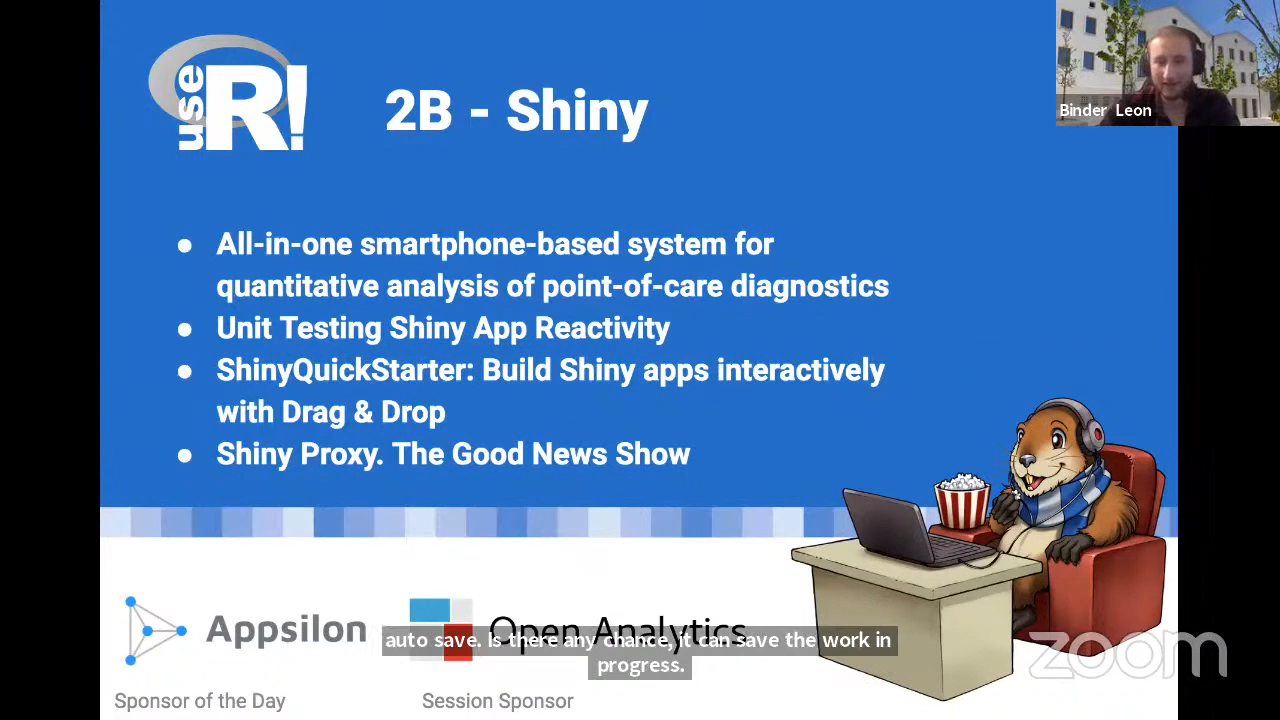 use
R!
2B - Shiny
Binder Leon
● All-in-one smartphone-based system for
quantitative analysis of point-of-care diagnostics
● Unit Testing Shiny App Reactivity
● ShinyQuickStarter: Build Shiny apps interactively
with Drag & Drop
● Shiny Proxy. The Good News Show
Appsilon
Open Analytics
auto save. Is there any chance, it can save the work in
progress.
zoom
Sponsor of the Day
Session Sponsor